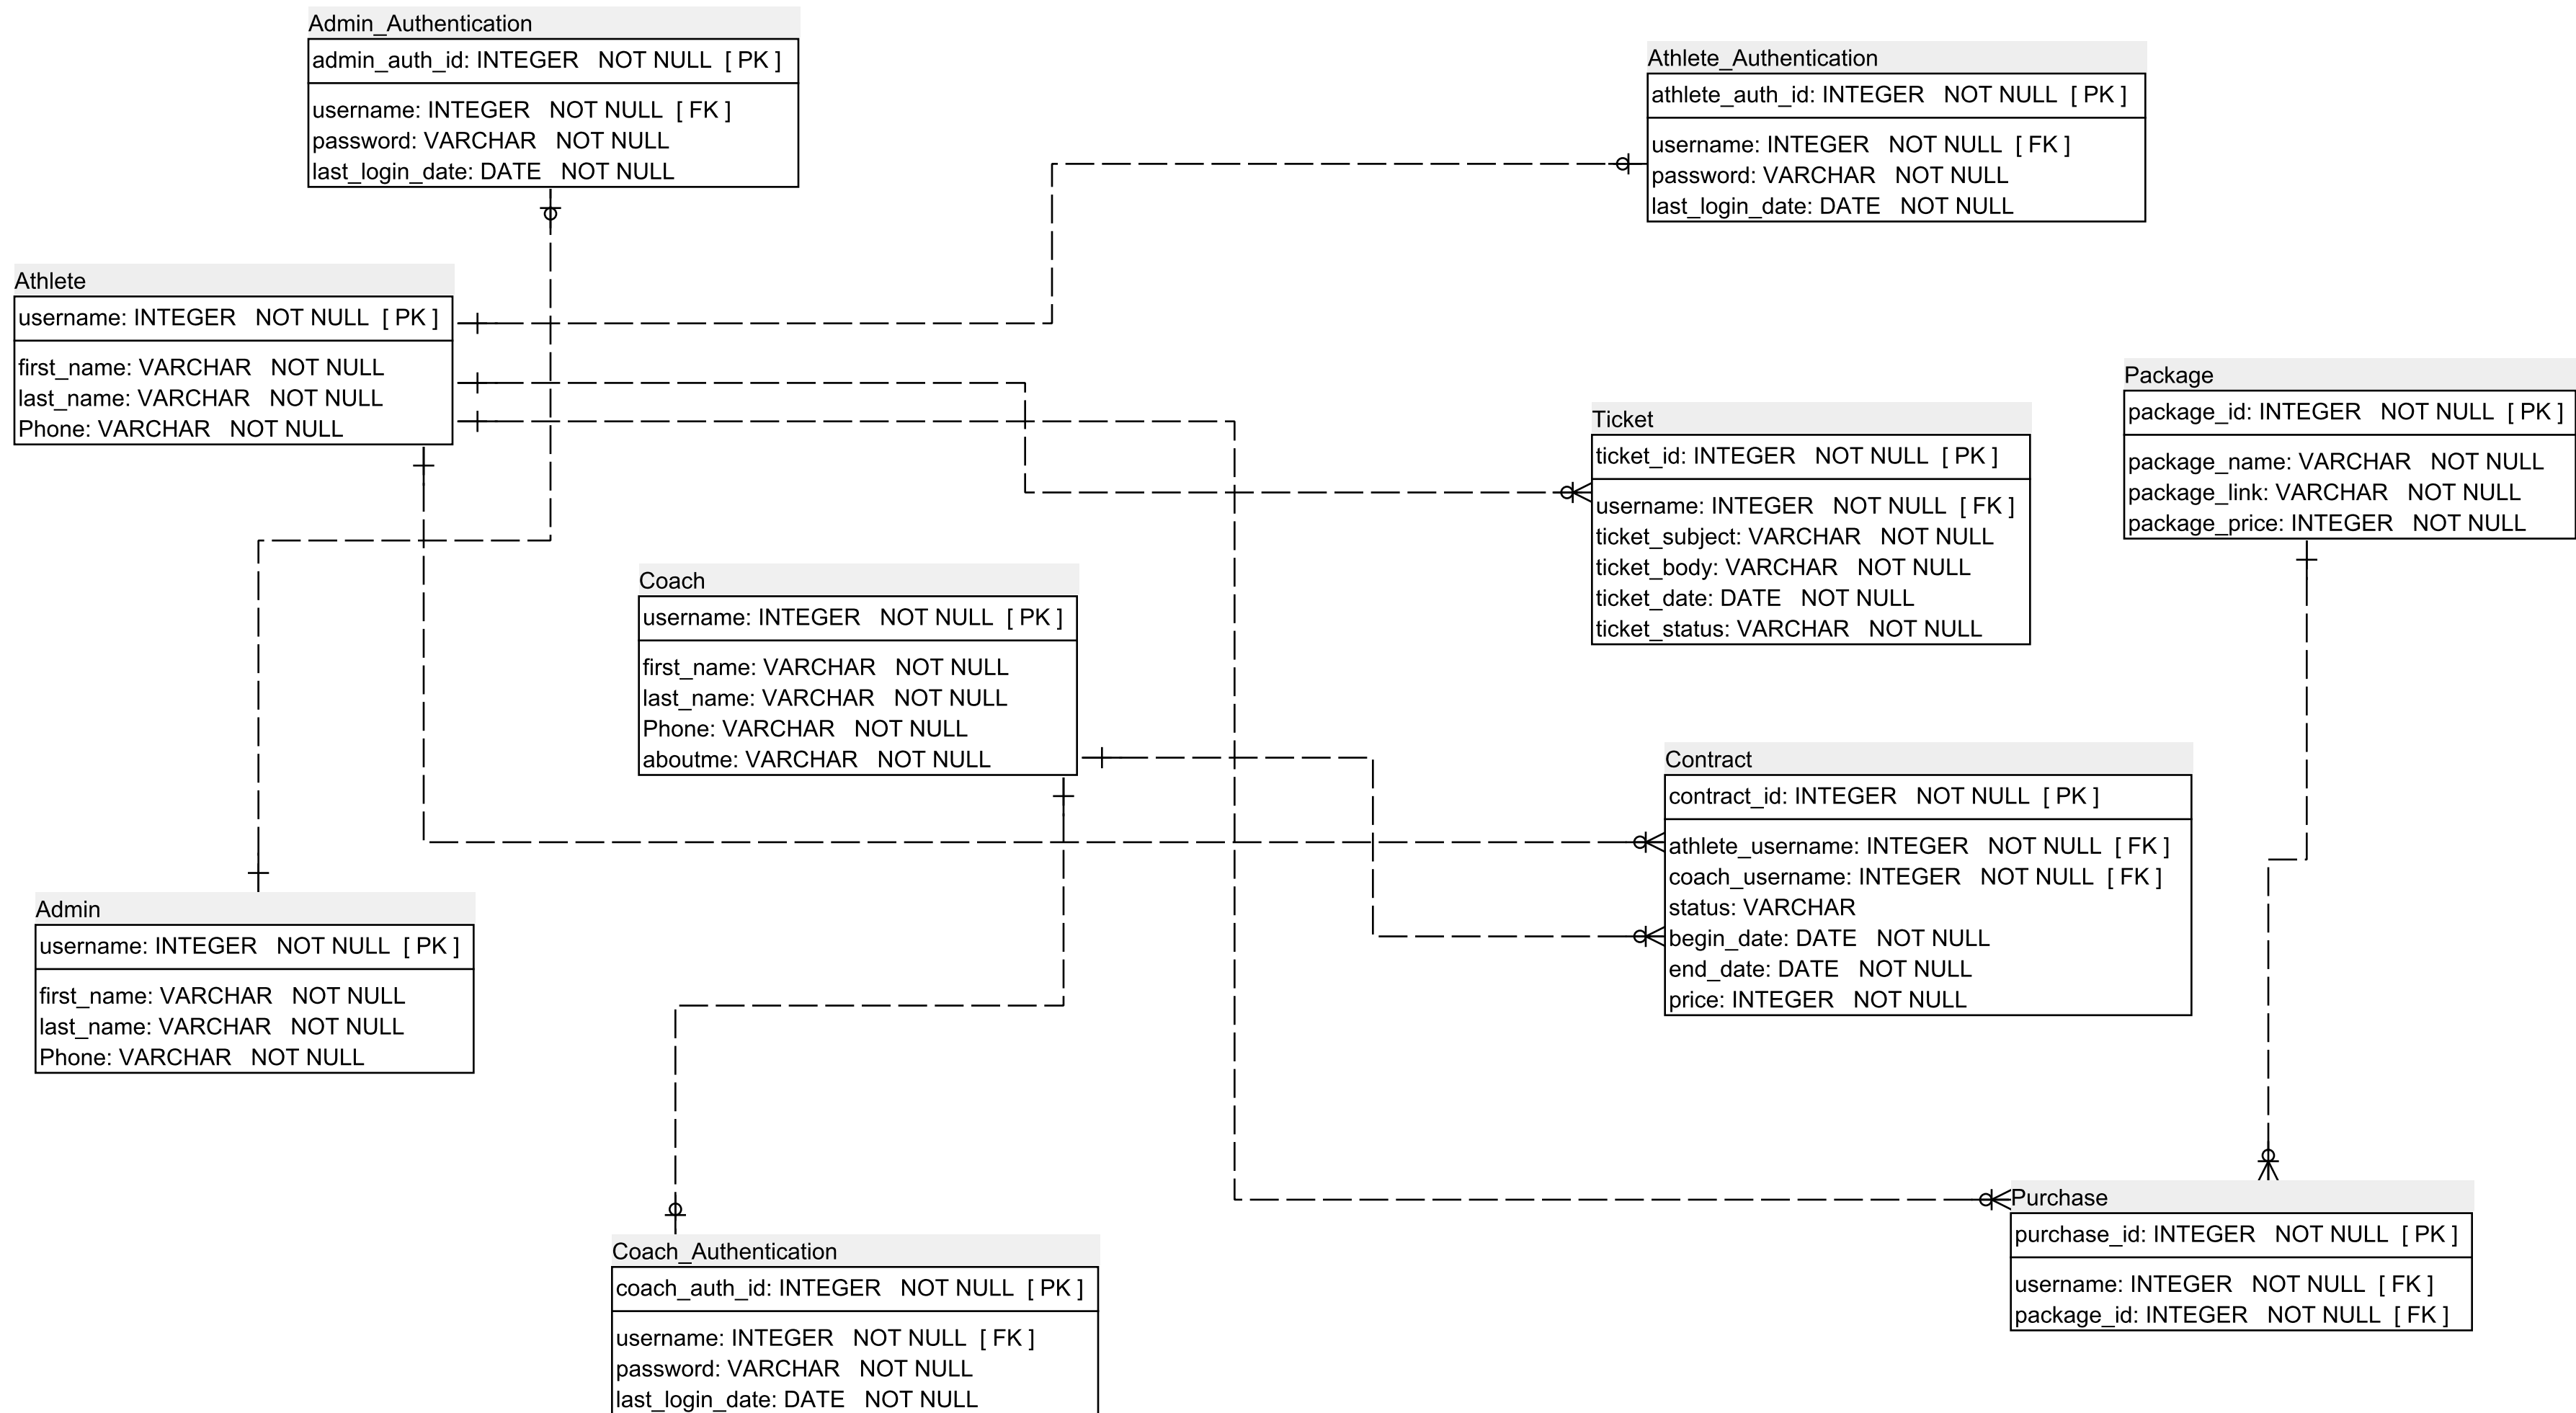 Admin_Authentication
admin_auth_id: INTEGER NOT NULL [ PK ]
username: INTEGER NOT NULL [ FK ]
password: VARCHAR NOT NULL
last_login_date: DATE NOT NULL
Athlete_Authentication
athlete_auth_id: INTEGER NOT NULL [ PK ]
username: INTEGER NOT NULL [ FK ]
password: VARCHAR NOT NULL
last_login_date: DATE NOT NULL
Athlete
username: INTEGER NOT NULL [ PK ]
first_name: VARCHAR NOT NULL
last_name: VARCHAR NOT NULL
Phone: VARCHAR NOT NULL
Package
package_id: INTEGER NOT NULL [ PK ]
package_name: VARCHAR NOT NULL
package_link: VARCHAR NOT NULL
package_price: INTEGER NOT NULL
Ticket
ticket_id: INTEGER NOT NULL [ PK ]
username: INTEGER NOT NULL [ FK ]
ticket_subject: VARCHAR NOT NULL
ticket_body: VARCHAR NOT NULL
ticket_date: DATE NOT NULL
ticket_status: VARCHAR NOT NULL
Coach
username: INTEGER NOT NULL [ PK ]
first_name: VARCHAR NOT NULL
last_name: VARCHAR NOT NULL
Phone: VARCHAR NOT NULL
aboutme: VARCHAR NOT NULL
Contract
contract_id: INTEGER NOT NULL [ PK ]
athlete_username: INTEGER NOT NULL [ FK ]
coach_username: INTEGER NOT NULL [ FK ]
status: VARCHAR
begin_date: DATE NOT NULL
end_date: DATE NOT NULL
price: INTEGER NOT NULL
Admin
username: INTEGER NOT NULL [ PK ]
first_name: VARCHAR NOT NULL
last_name: VARCHAR NOT NULL
Phone: VARCHAR NOT NULL
Purchase
purchase_id: INTEGER NOT NULL [ PK ]
username: INTEGER NOT NULL [ FK ]
package_id: INTEGER NOT NULL [ FK ]
Coach_Authentication
coach_auth_id: INTEGER NOT NULL [ PK ]
username: INTEGER NOT NULL [ FK ]
password: VARCHAR NOT NULL
last_login_date: DATE NOT NULL